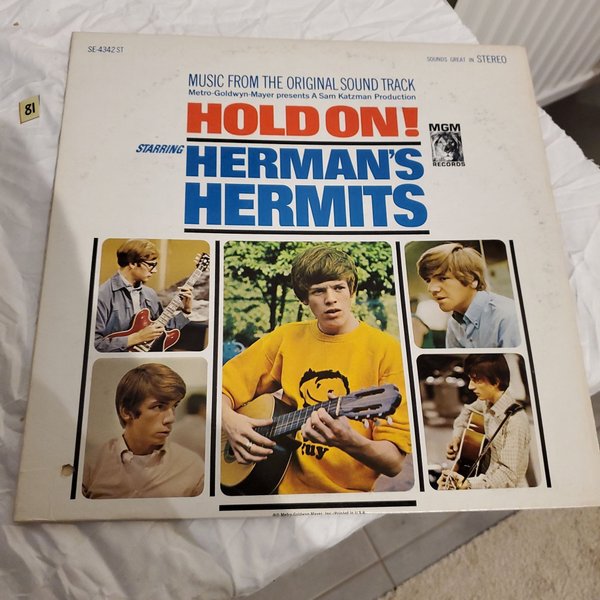 SE-4342 ST
SOUNDS GREAT IN STEREO
MUSIC FROM THE ORIGINAL SOUND TRACK
Metro-Goldwyn-Mayer presents A Sam Katzman Production
HOLD ON!
MGM
RECORDS
STARRING HERMAN'S
HERMITS
81